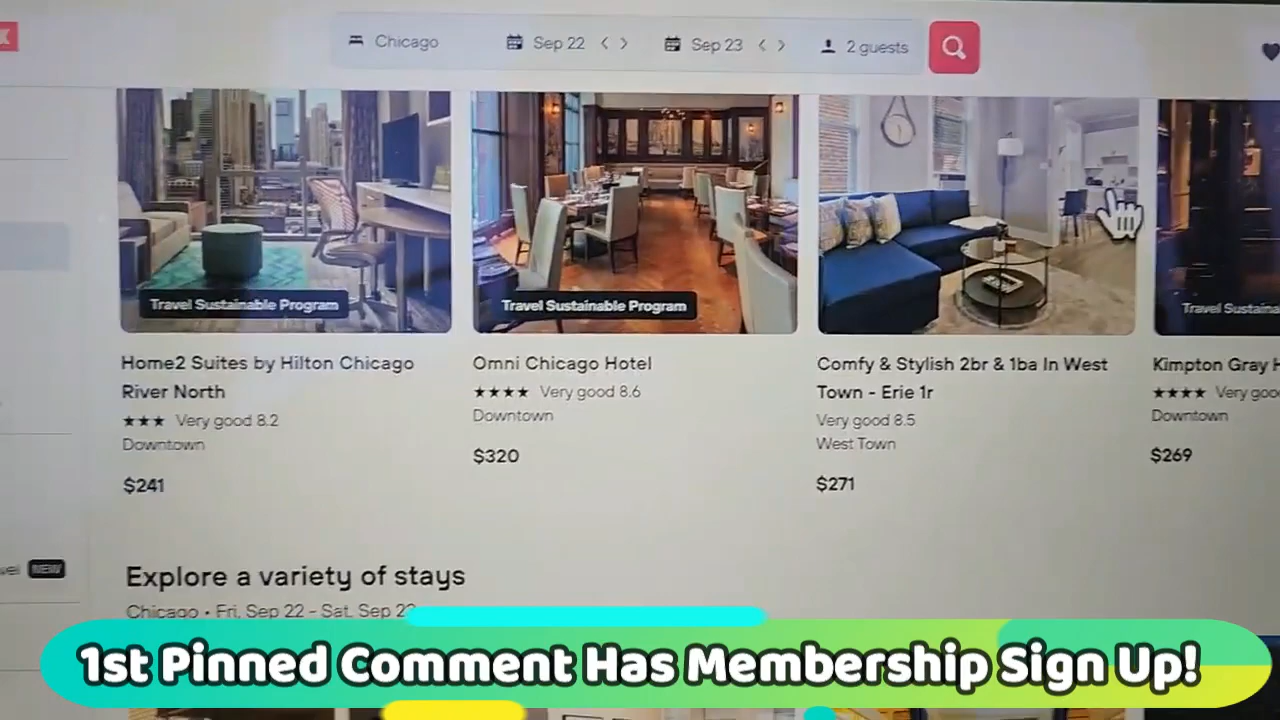 Chicago
Sep 22
Sep 23
2 guests
Travel Sustainable Program
Travel Sustainable Program
Travel Sustaina
Home2 Suites by Hilton Chicago
River North
★★★ Very good 8.2
Downtown
$241
Omni Chicago Hotel
★★★★ Very good 8.6
Downtown
$320
Comfy & Stylish 2br & 1ba In West
Town - Erie 1r
Very good 8.5
West Town
$271
Kimpton Gray H
★★★★ Very goo
Downtown
$269
vel NEW
Explore a variety of stays
Chicago • Fri, Sep 22 - Sat, Sep 23
1st Pinned Comment Has Membership Sign Up!